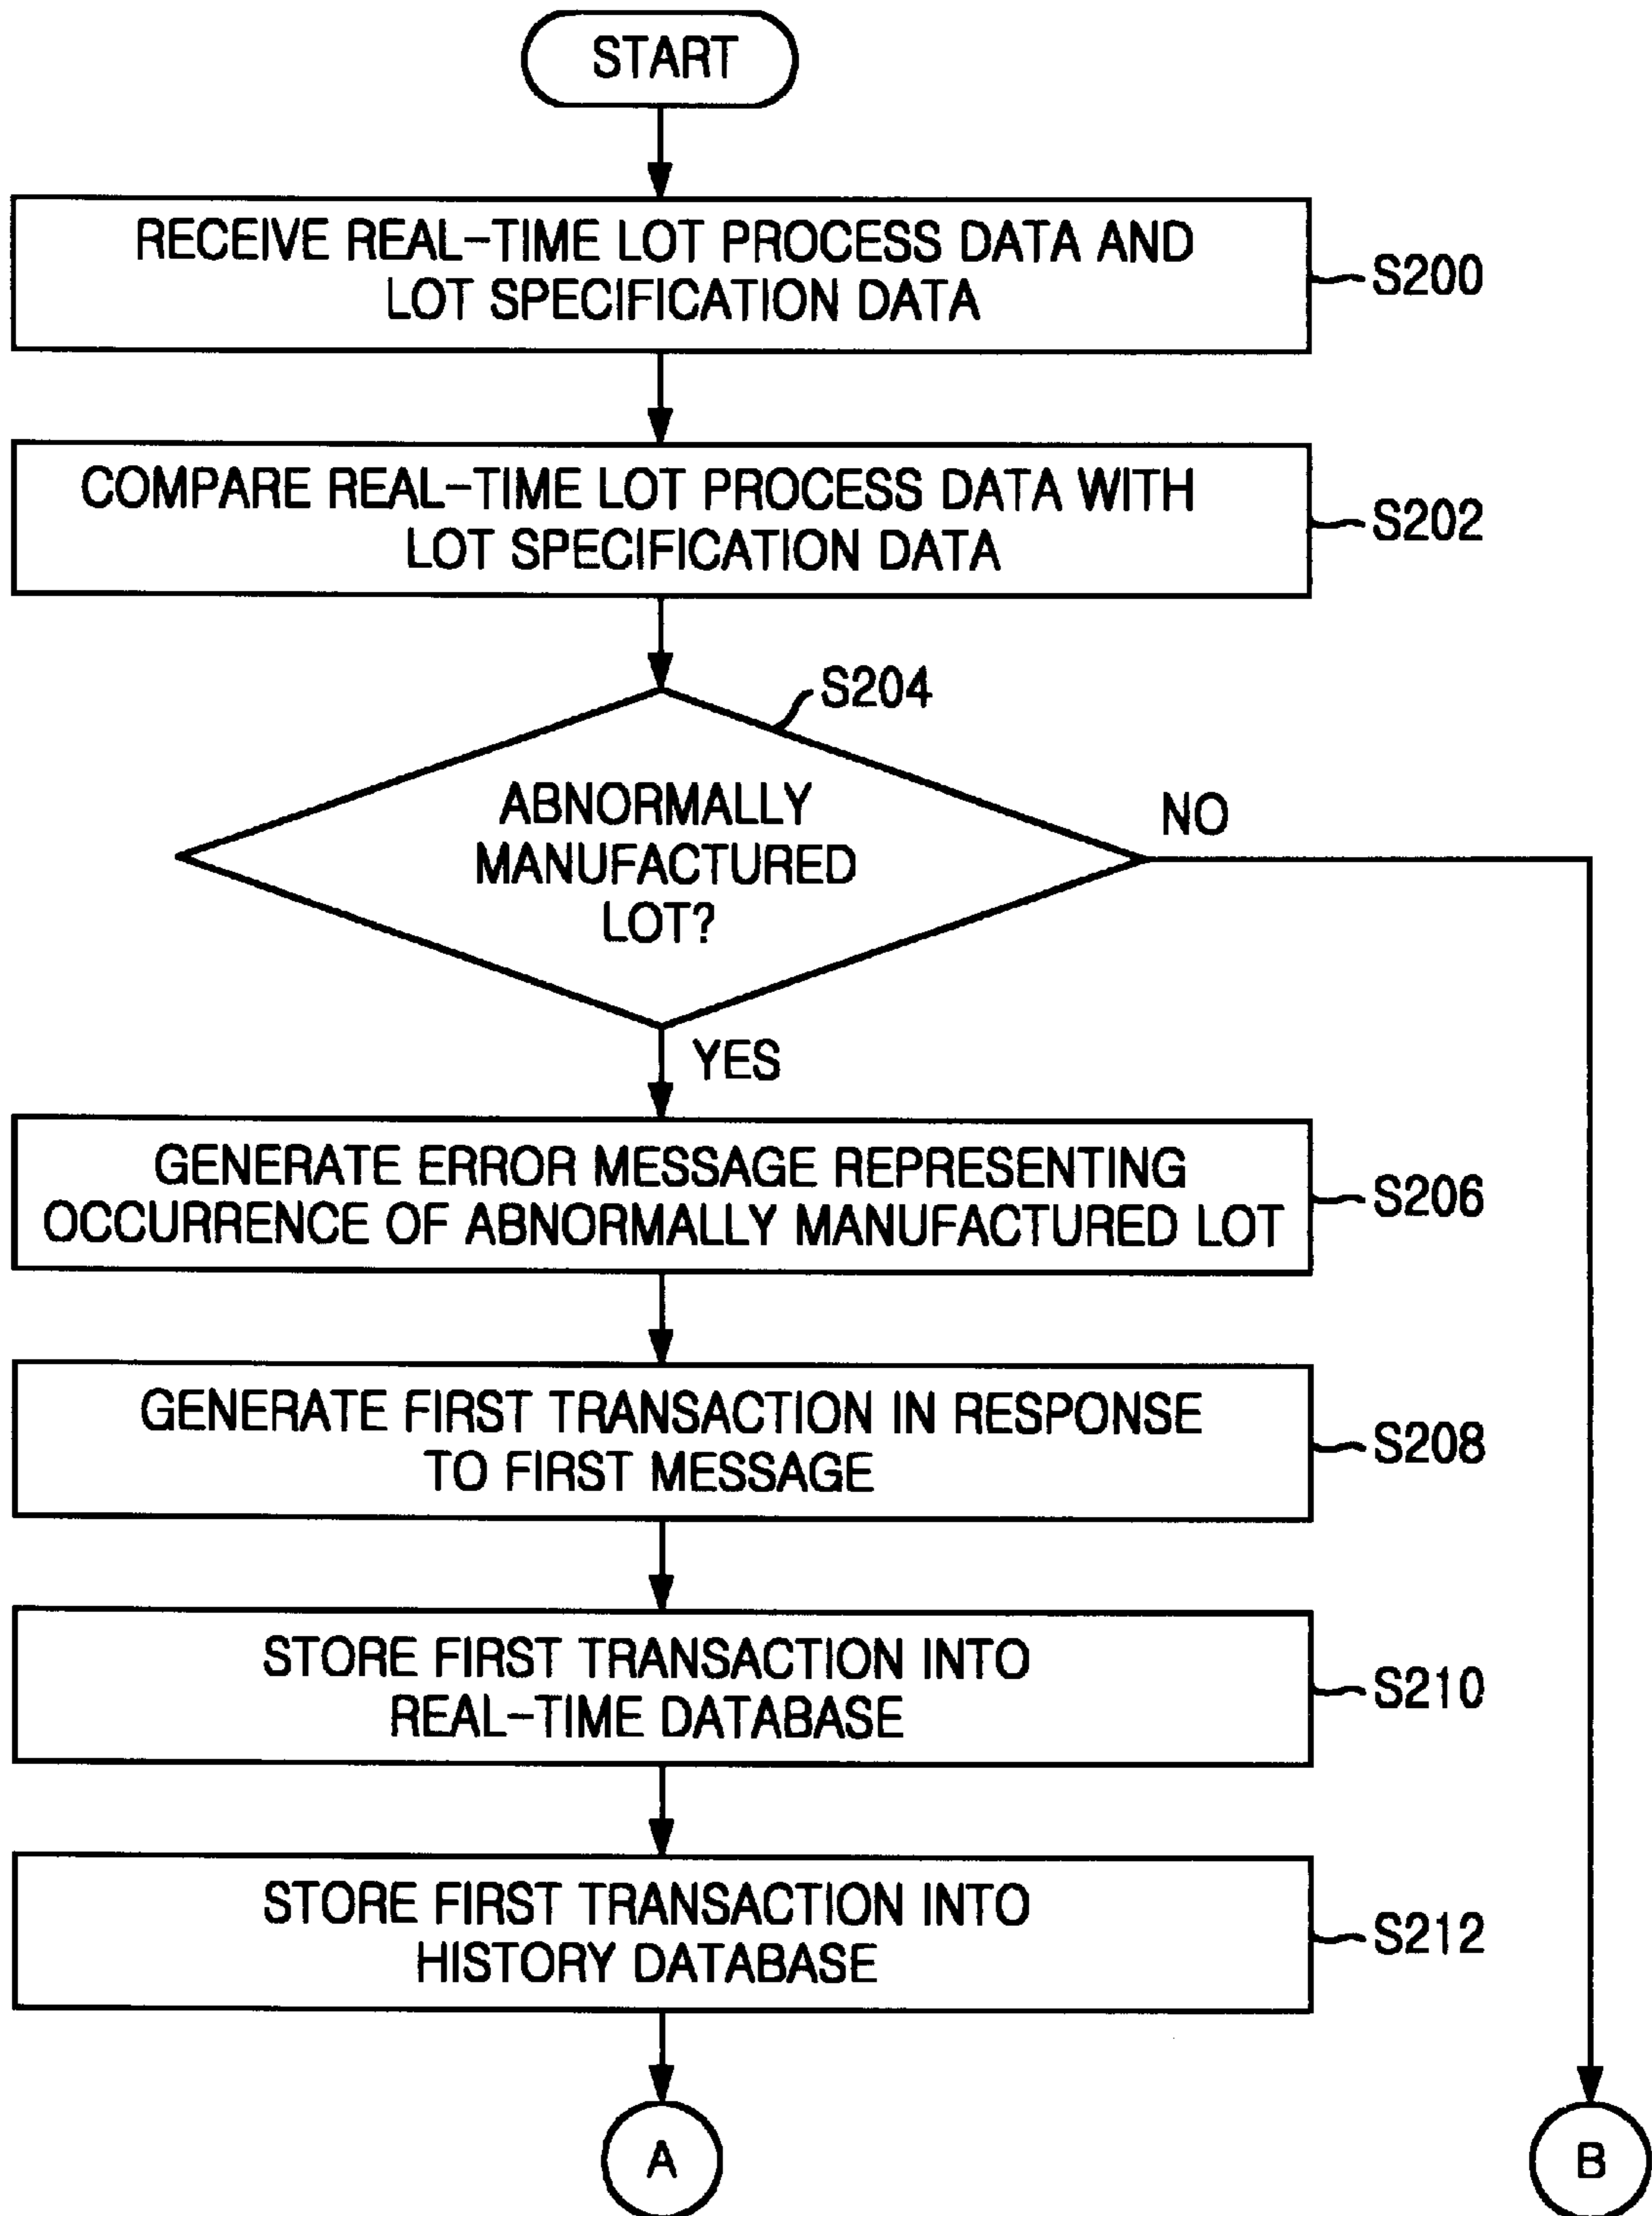 START
RECEIVE REAL-TIME LOT PROCESS DATA AND
LOT SPECIFICATION DATA
S200
COMPARE REAL-TIME LOT PROCESS DATA WITH
LOT SPECIFICATION DATA
S202
S204
ABNORMALLY
MANUFACTURED
LOT?
NO
YES
GENERATE ERROR MESSAGE REPRESENTING
OCCURRENCE OF ABNORMALLY MANUFACTURED LOT
S206
GENERATE FIRST TRANSACTION IN RESPONSE
TO FIRST MESSAGE
S208
STORE FIRST TRANSACTION INTO
REAL-TIME DATABASE
S210
STORE FIRST TRANSACTION INTO
HISTORY DATABASE
S212
A
B